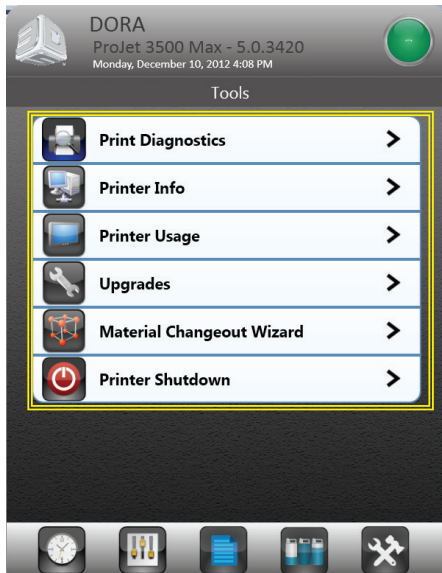 DORA
ProJet 3500 Max - 5.0.3420
Monday, December 10, 2012 4:08 PM
Tools
Print Diagnostics
Printer Info
Printer Usage
Upgrades
Material Changeout Wizard
Printer Shutdown